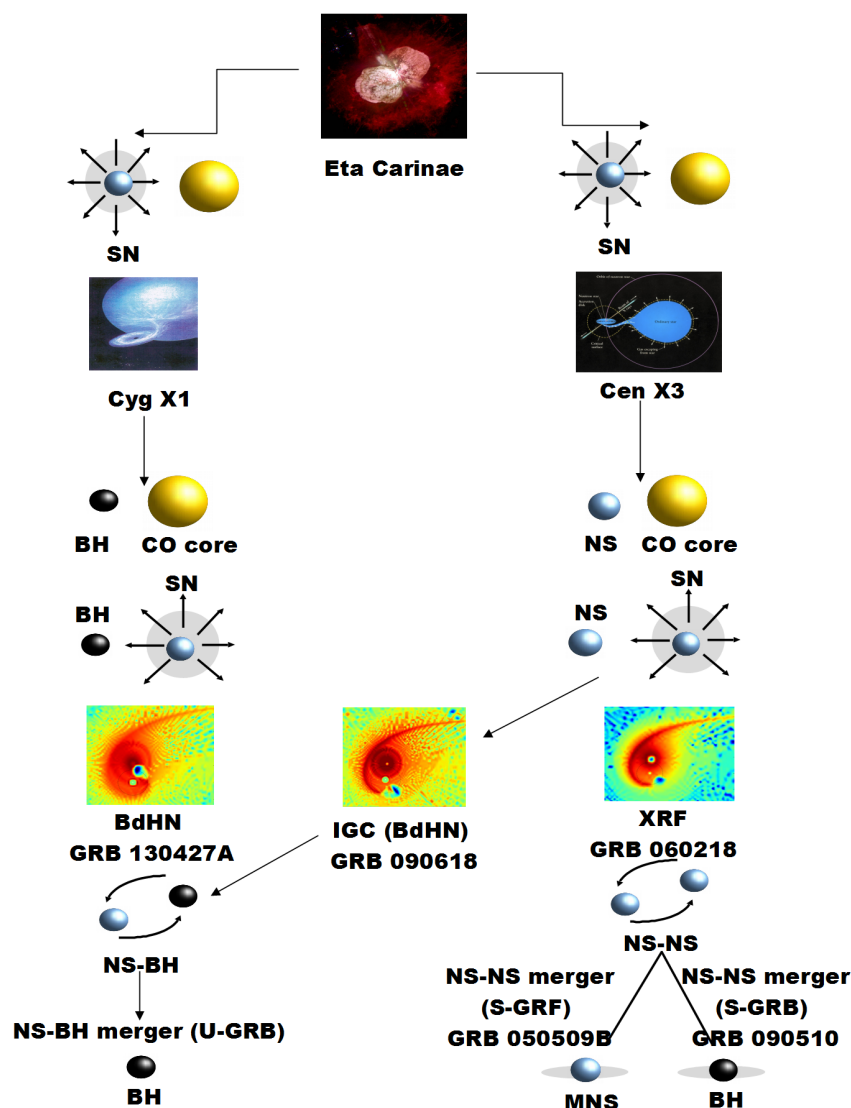 Eta Carinae
SN
SN
Cyg X1
Cen X3
BH
CO core
NS
CO core
SN
BH
SN
NS
BdHN
GRB 130427A
IGC (BdHN)
GRB 090618
XRF
GRB 060218
NS-BH
NS-NS
NS-BH merger (U-GRB)
BH
NS-NS merger
(S-GRF)
GRB 050509B
MNS
NS-NS merger
(S-GRB)
GRB 090510
BH